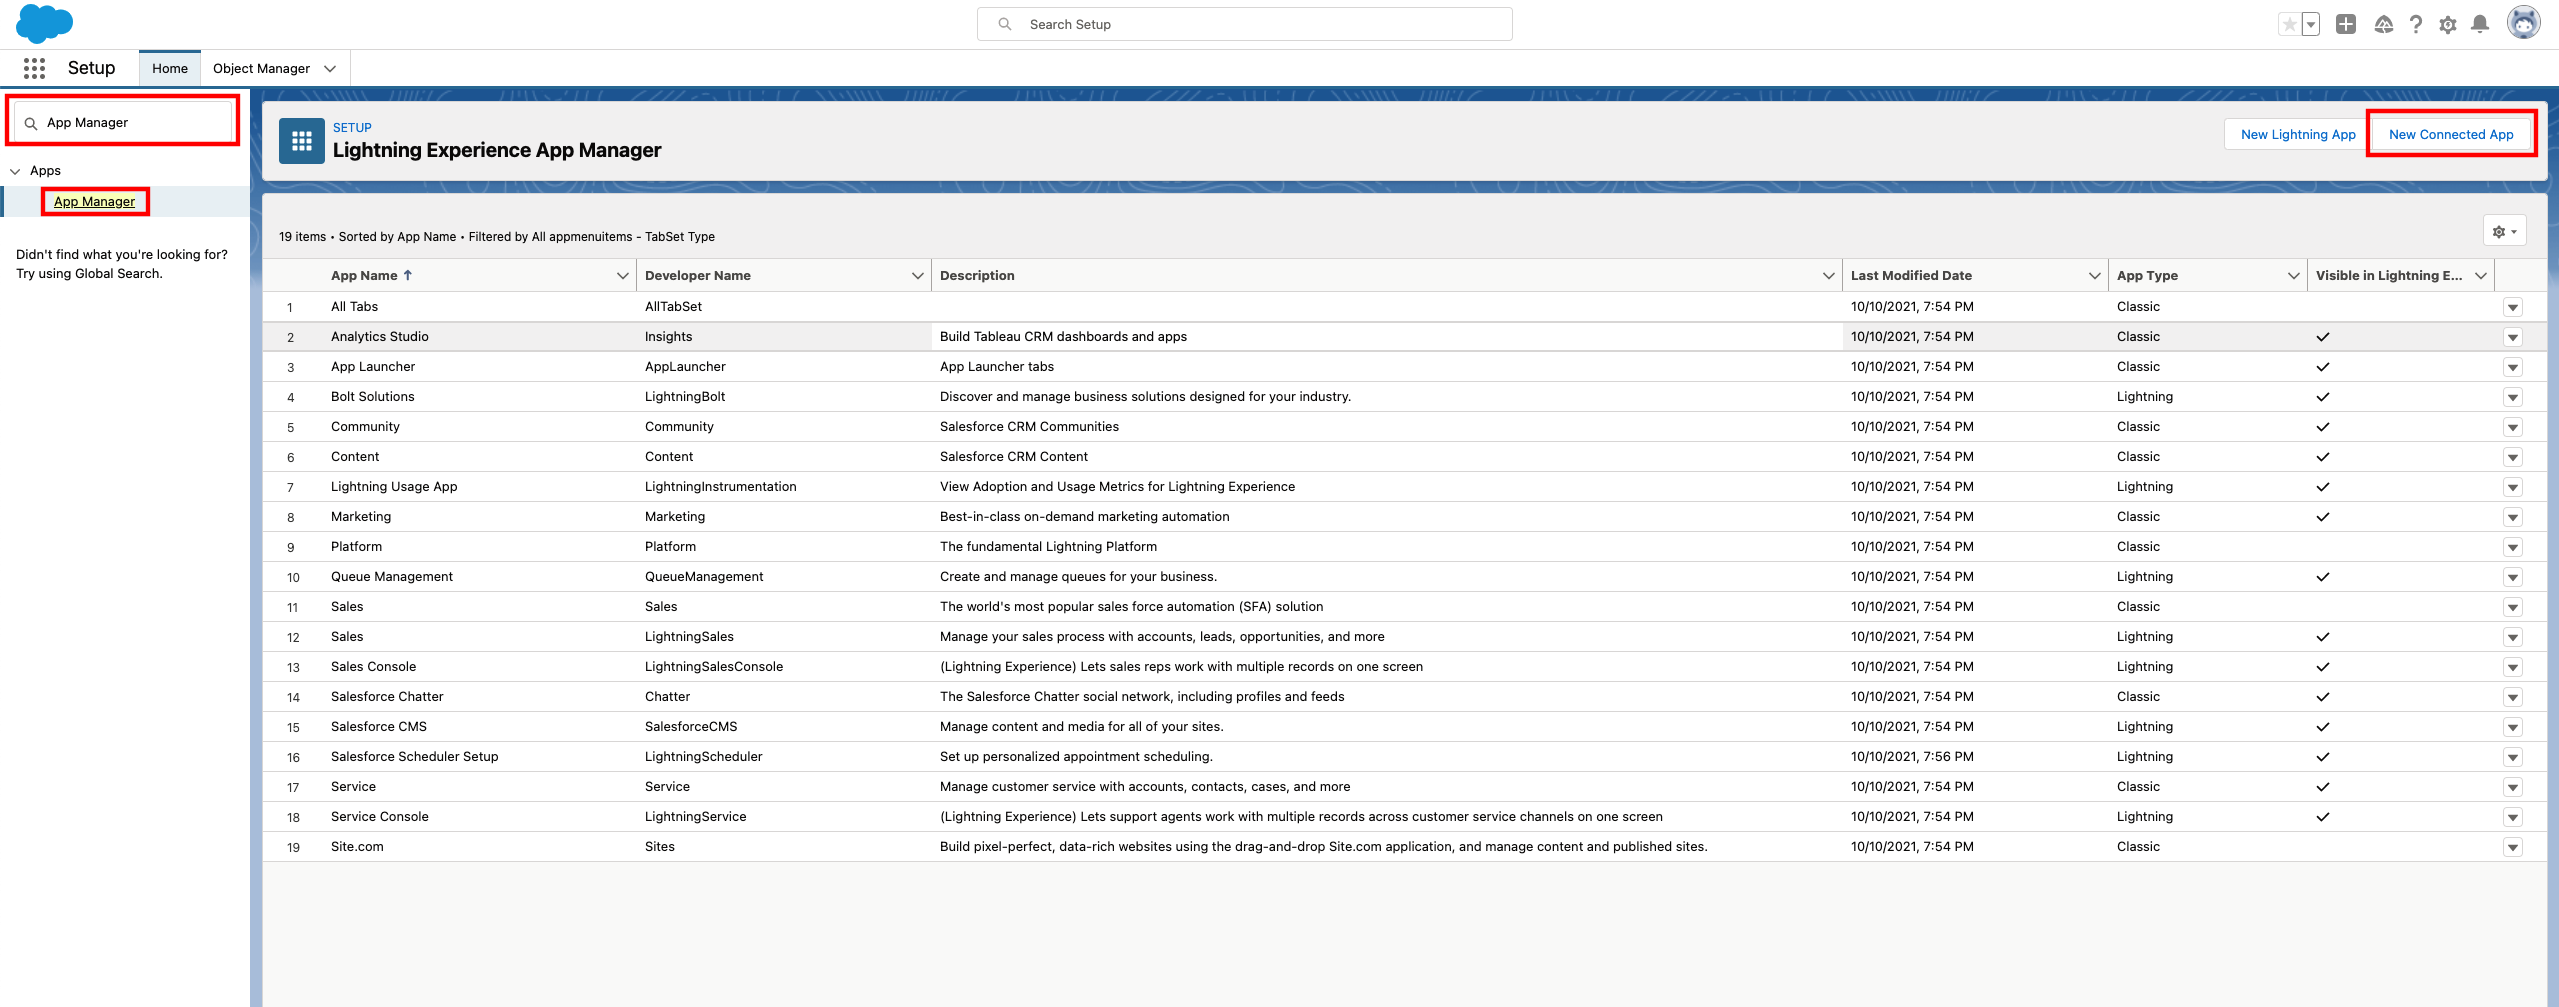 Search Setup
Setup Home Object Manager
App Manager
Apps
App Manager
Didn't find what you're looking for?
Try using Global Search.
SETUP
Lightning Experience App Manager
New Lightning App New Connected App
19 items • Sorted by App Name • Filtered by All appmenuitems - TabSet Type
App Name ↑ Developer Name Description Last Modified Date App Type Visible in Lightning E...
1 All Tabs AllTabSet 10/10/2021, 7:54 PM Classic
2 Analytics Studio Insights Build Tableau CRM dashboards and apps 10/10/2021, 7:54 PM Classic
3 App Launcher AppLauncher App Launcher tabs 10/10/2021, 7:54 PM Classic
4 Bolt Solutions LightningBolt Discover and manage business solutions designed for your industry. 10/10/2021, 7:54 PM Lightning
5 Community Community Salesforce CRM Communities 10/10/2021, 7:54 PM Classic
6 Content Content Salesforce CRM Content 10/10/2021, 7:54 PM Classic
7 Lightning Usage App LightningInstrumentation View Adoption and Usage Metrics for Lightning Experience 10/10/2021, 7:54 PM Lightning
8 Marketing Marketing Best-in-class on-demand marketing automation 10/10/2021, 7:54 PM Classic
9 Platform Platform The fundamental Lightning Platform 10/10/2021, 7:54 PM Classic
10 Queue Management QueueManagement Create and manage queues for your business. 10/10/2021, 7:54 PM Lightning
11 Sales Sales The world's most popular sales force automation (SFA) solution 10/10/2021, 7:54 PM Classic
12 Sales LightningSales Manage your sales process with accounts, leads, opportunities, and more 10/10/2021, 7:54 PM Lightning
13 Sales Console LightningSalesConsole (Lightning Experience) Lets sales reps work with multiple records on one screen 10/10/2021, 7:54 PM Lightning
14 Salesforce Chatter Chatter The Salesforce Chatter social network, including profiles and feeds 10/10/2021, 7:54 PM Classic
15 Salesforce CMS SalesforceCMS Manage content and media for all of your sites. 10/10/2021, 7:54 PM Lightning
16 Salesforce Scheduler Setup LightningScheduler Set up personalized appointment scheduling. 10/10/2021, 7:56 PM Lightning
17 Service Service Manage customer service with accounts, contacts, cases, and more 10/10/2021, 7:54 PM Classic
18 Service Console LightningService (Lightning Experience) Lets support agents work with multiple records across customer service channels on one screen 10/10/2021, 7:54 PM Lightning
19 Site.com Sites Build pixel-perfect, data-rich websites using the drag-and-drop Site.com application, and manage content and published sites. 10/10/2021, 7:54 PM Classic